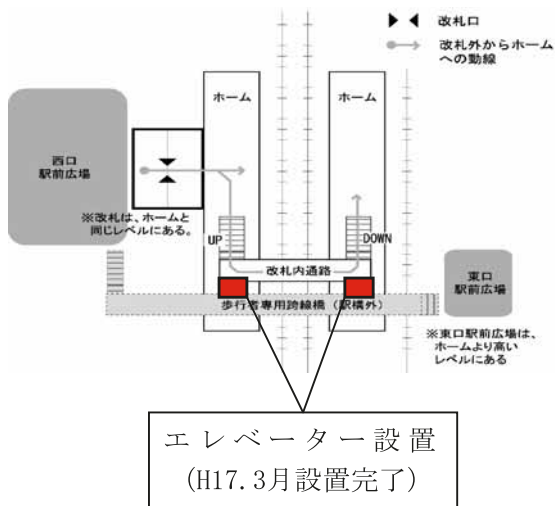 改札口
改札外からホーム
への動線
ホーム
ホーム
西口
駅前広場
※改札は、ホームと
同じレベルにある。
UP
DOWN
改札内通路
東口
駅前広場
歩行者専用跨線橋（駅構外）
※東口駅前広場は、
ホームより高い
レベルにある
エレベーター設置
(H17.3月設置完了)